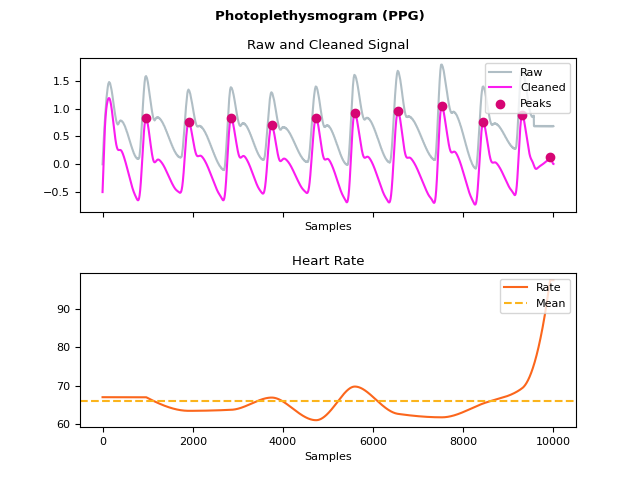 Photoplethysmogram (PPG)
Raw and Cleaned Signal
Raw
Cleaned
Peaks
1.5
1.0
0.5
0.0
−0.5
Samples
Heart Rate
Rate
Mean
90
80
70
60
0 2000 4000 6000 8000 10000
Samples